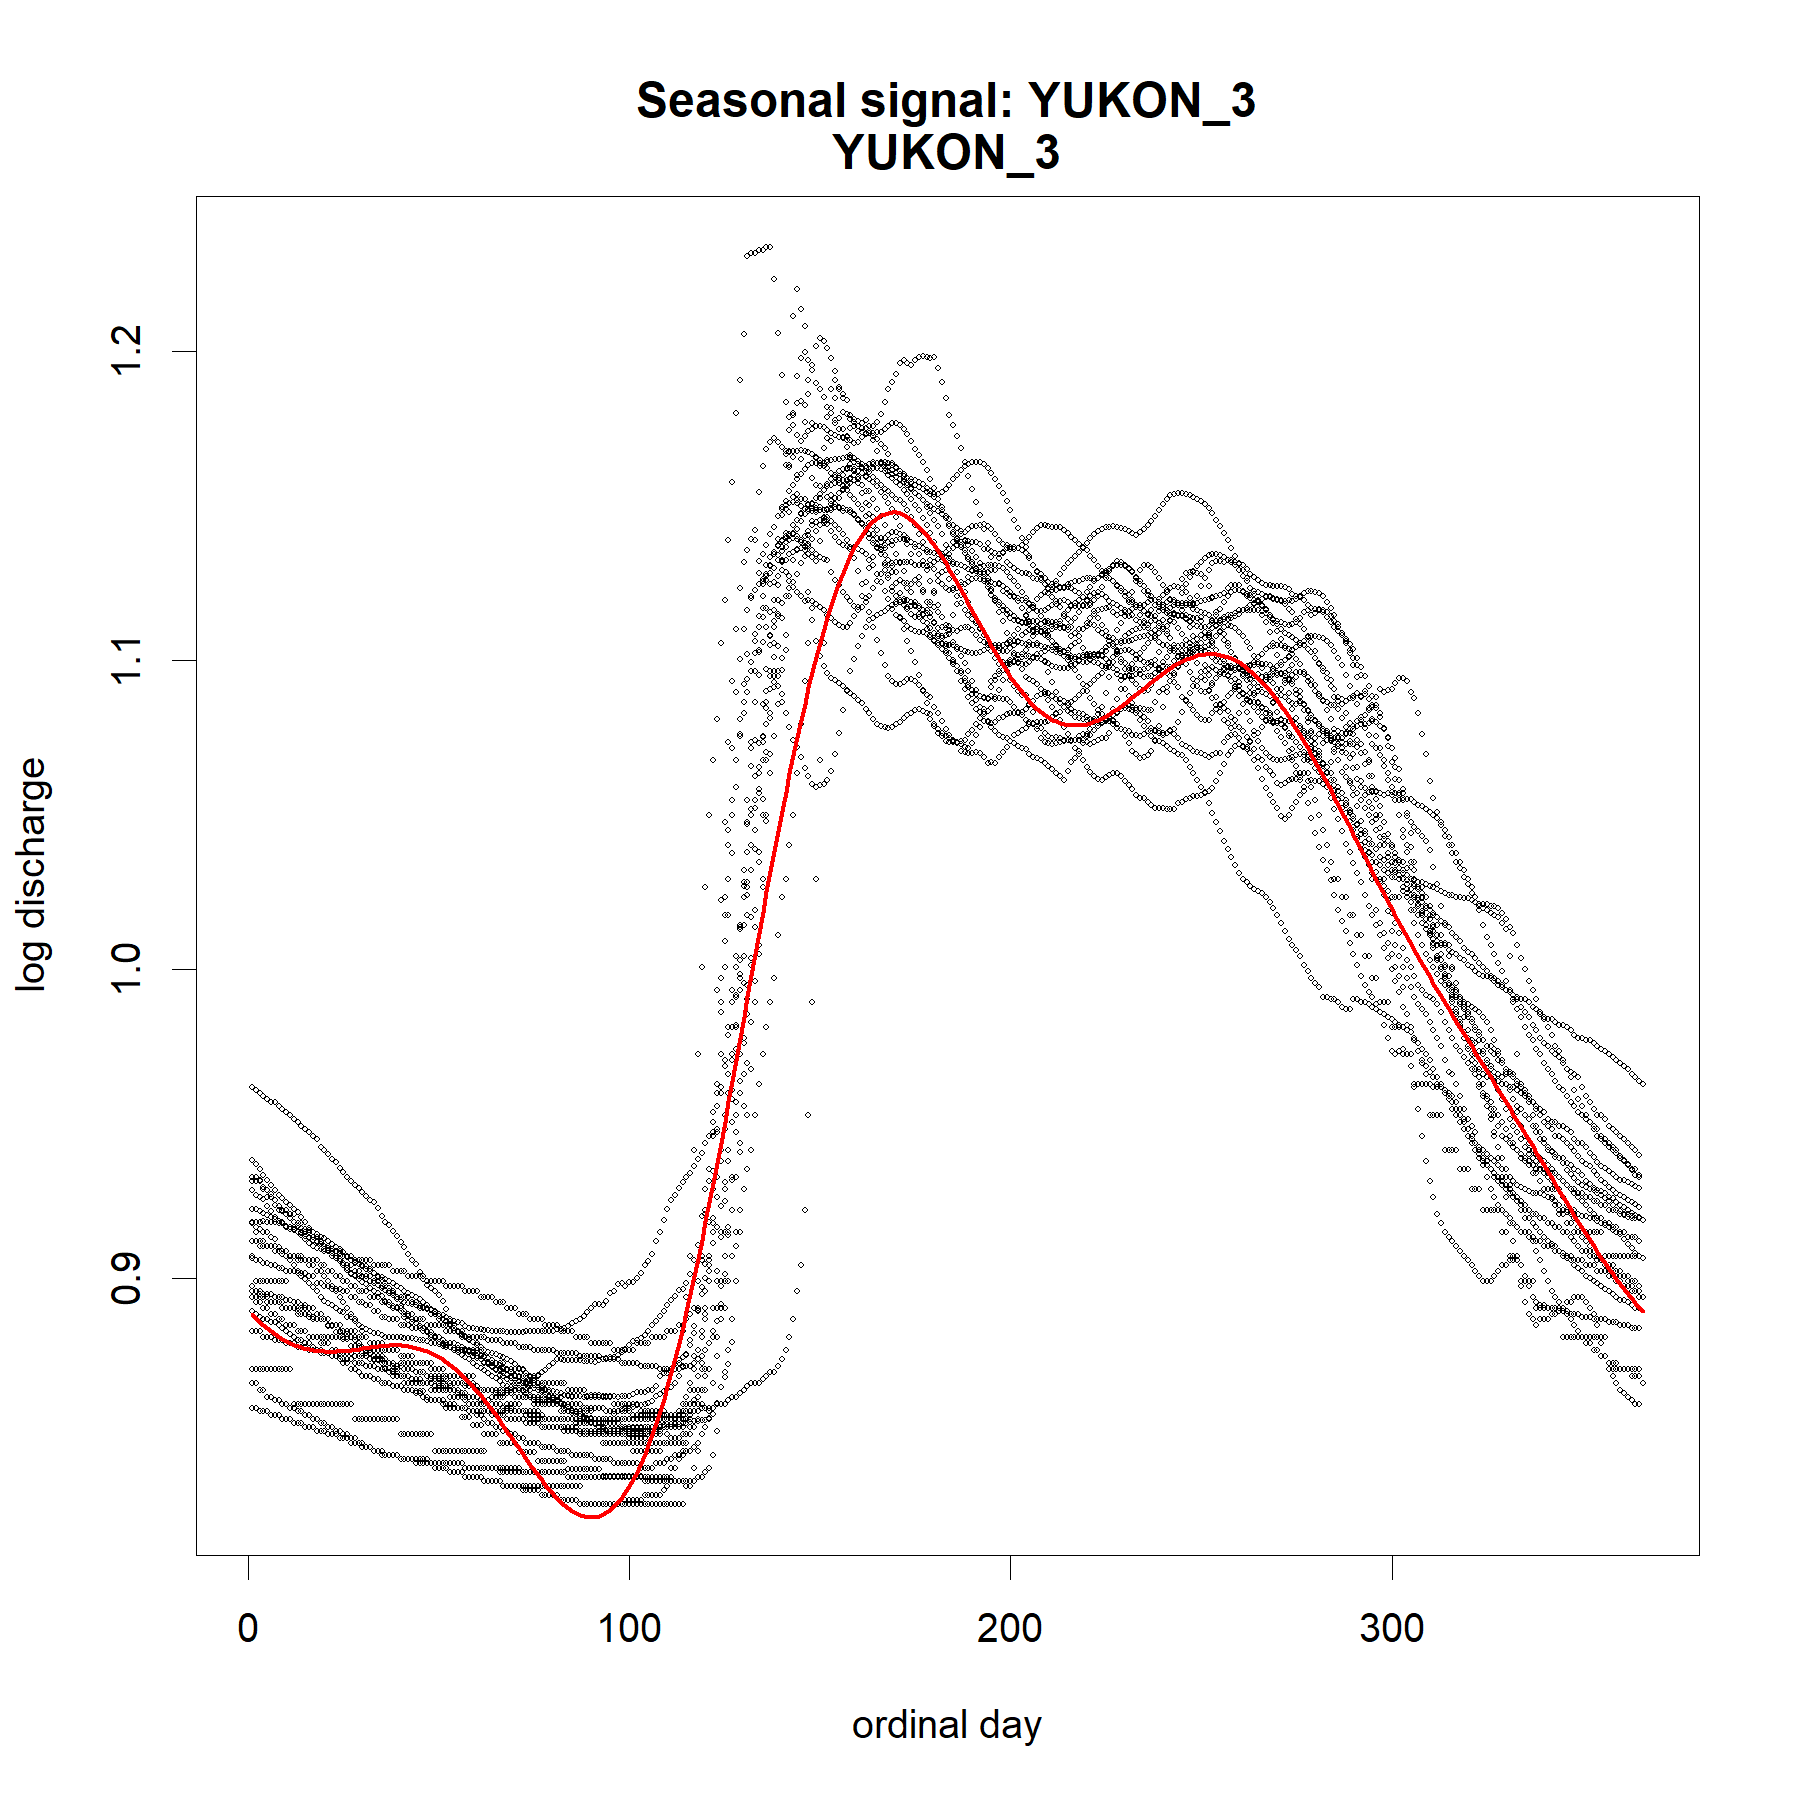 Seasonal signal: YUKON_3
YUKON_3
log discharge
1.2
1.1
1.0
0.9
0 100 200 300
ordinal day